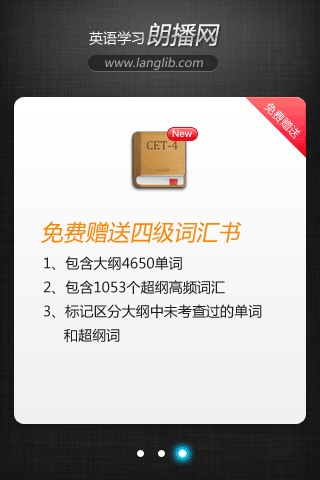 英语学习朗播网
www.langlib.com
免费赠送
New
CET-4
langlib.com
免费赠送四级词汇书
1、包含大纲4650单词
2、包含1053个超纲高频词汇
3、标记区分大纲中未考查过的单词
和超纲词